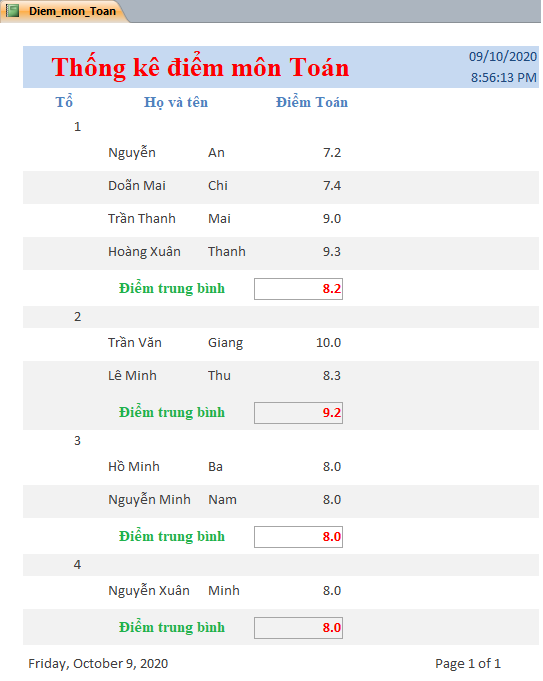 Diem_mon_Toan
Thống kê điểm môn Toán
09/10/2020
8:56:13 PM
Tổ Họ và tên Điểm Toán
1
Nguyễn An 7.2
Doãn Mai Chi 7.4
Trần Thanh Mai 9.0
Hoàng Xuân Thanh 9.3
Điểm trung bình 8.2
2
Trần Văn Giang 10.0
Lê Minh Thu 8.3
Điểm trung bình 9.2
3
Hồ Minh Ba 8.0
Nguyễn Minh Nam 8.0
Điểm trung bình 8.0
4
Nguyễn Xuân Minh 8.0
Điểm trung bình 8.0
Friday, October 9, 2020 Page 1 of 1